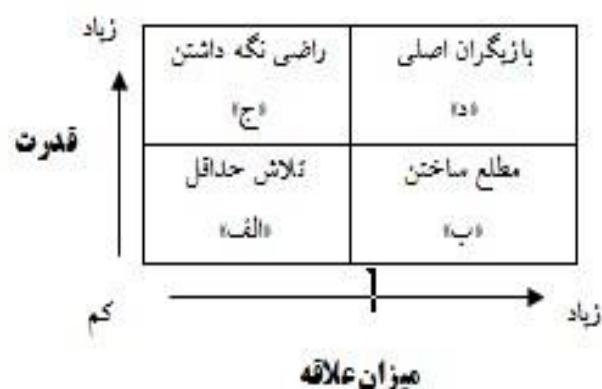 زیاد
بازیگران اصلی
«د»
راضی نگه داشتن
«ج»
قدرت
مطلع ساختن
«ب»
تلاش حداقل
«الف»
کم
زیاد
میزان علاقه